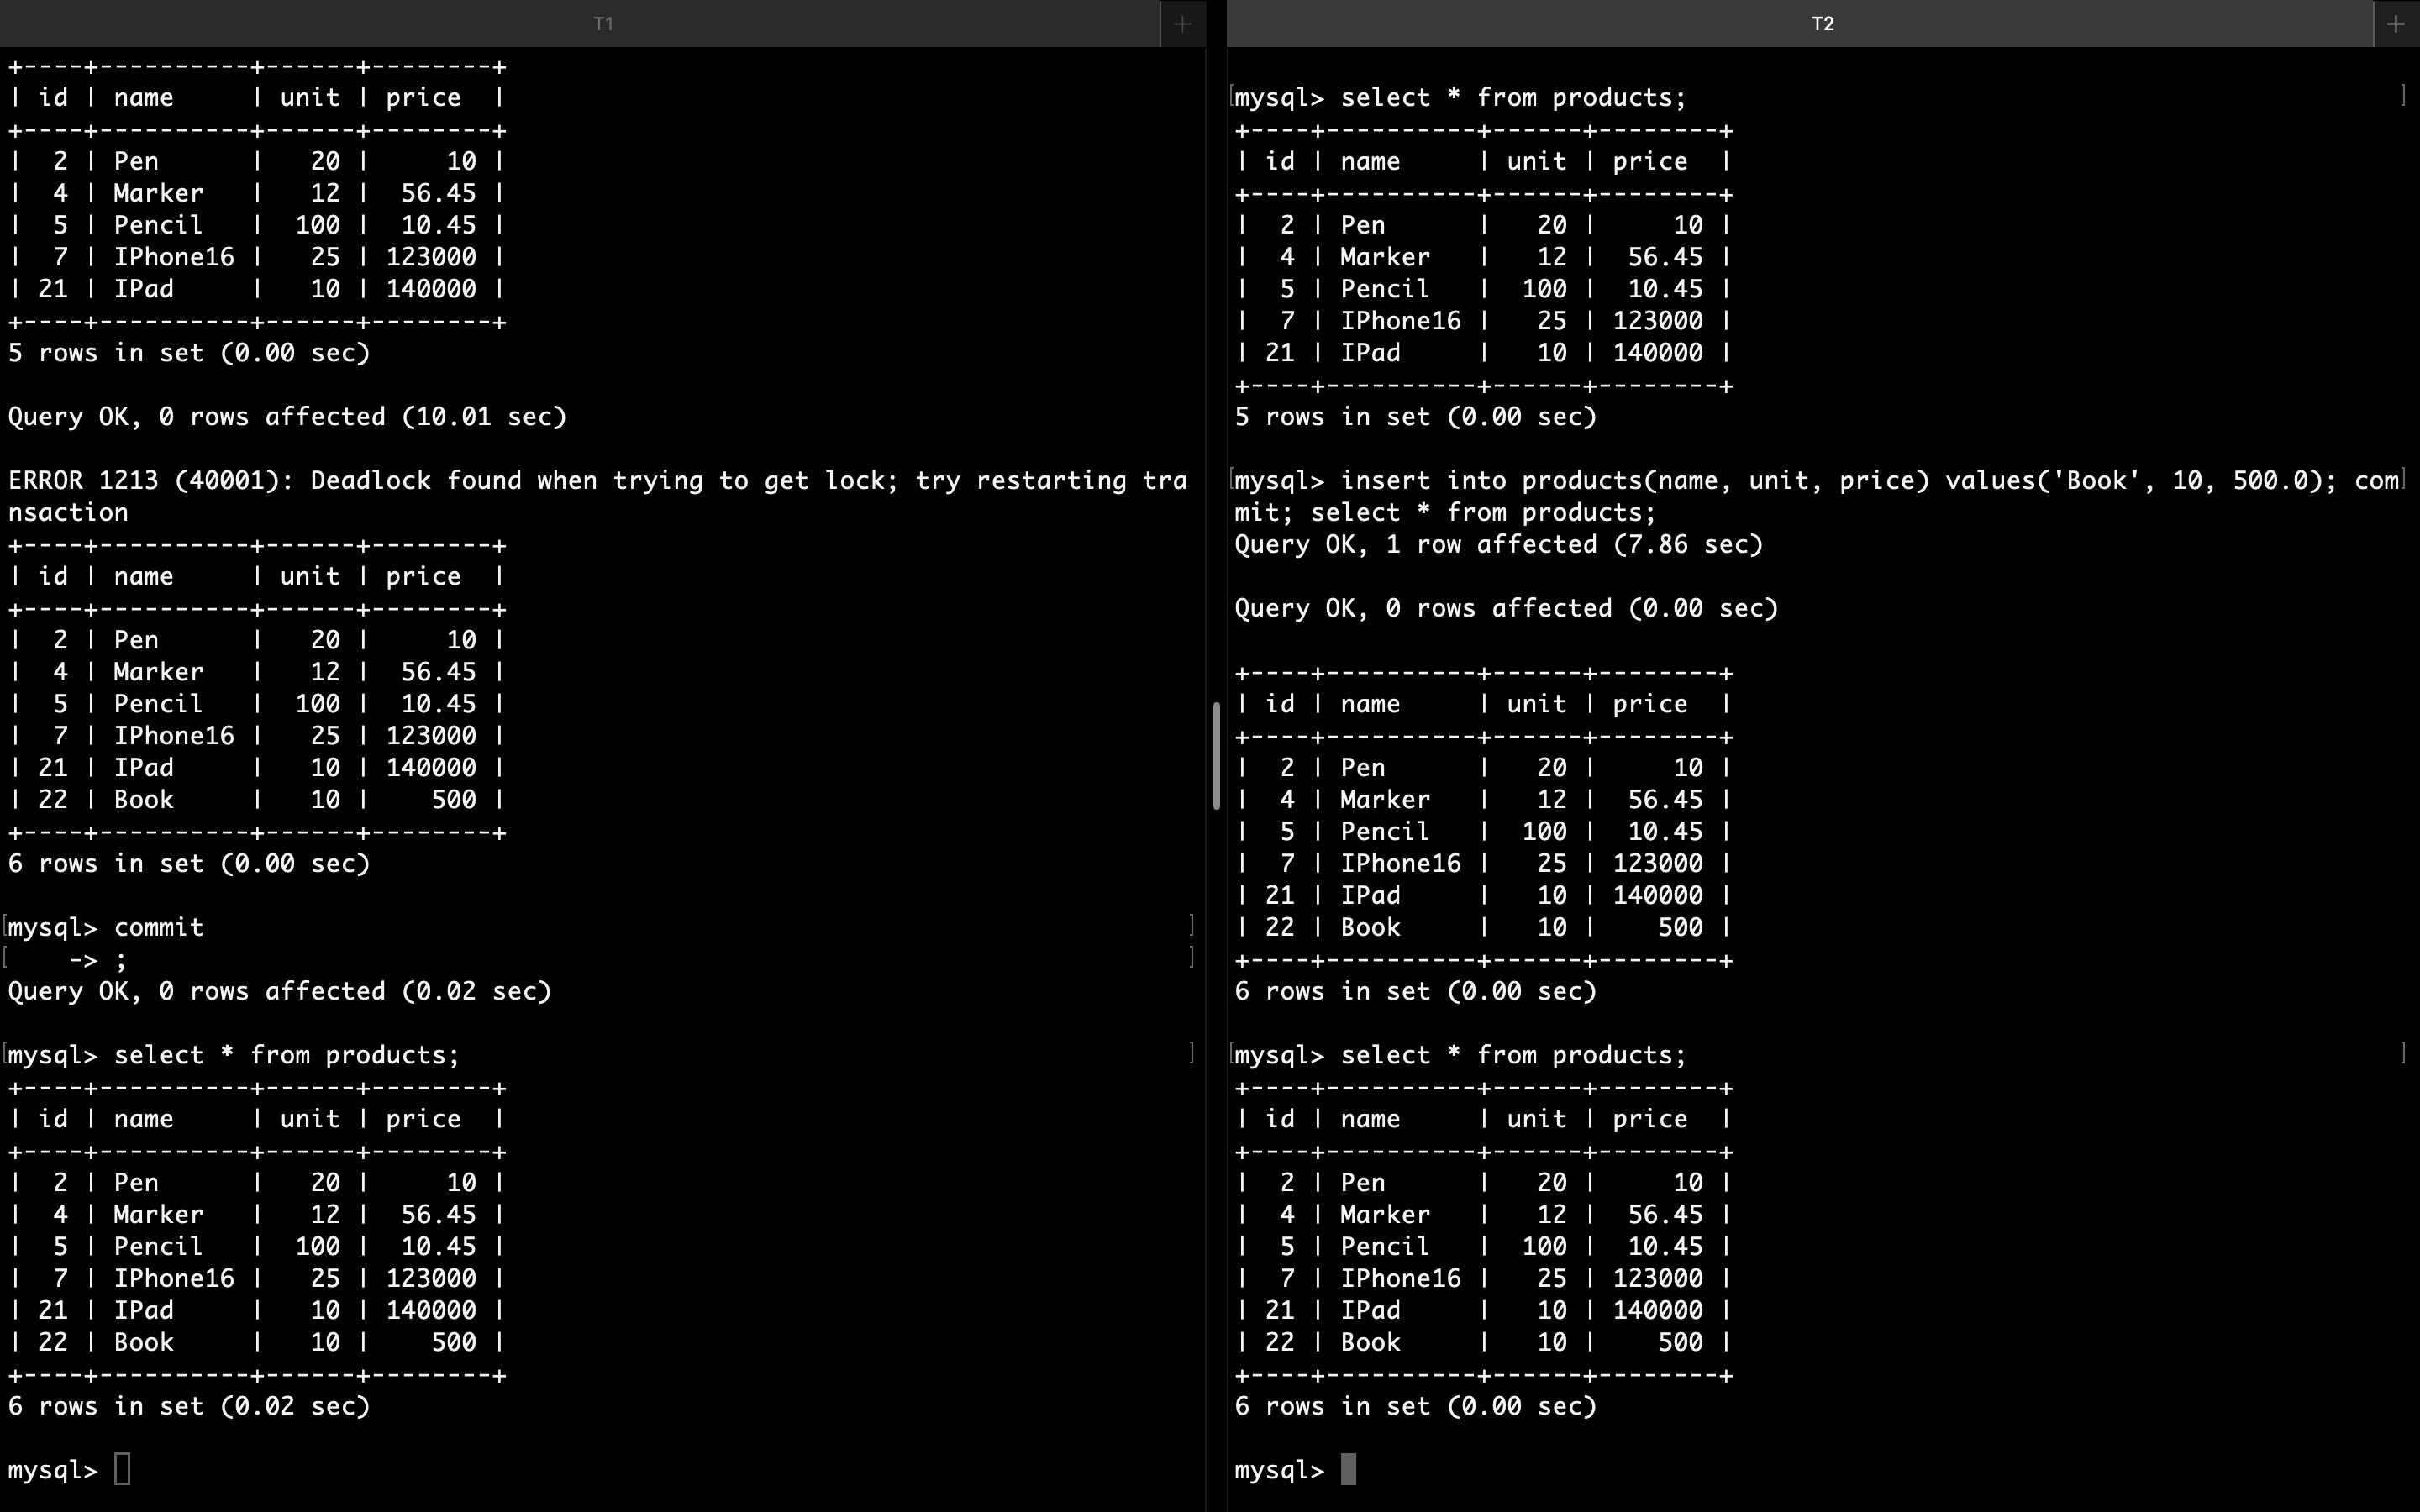 T1
+----+----------+------+--------+
| id | name     | unit | price  |
+----+----------+------+--------+
|  2 | Pen      |   20 |     10 |
|  4 | Marker   |   12 |  56.45 |
|  5 | Pencil   |  100 |  10.45 |
|  7 | IPhone16 |   25 | 123000 |
| 21 | IPad     |   10 | 140000 |
+----+----------+------+--------+
5 rows in set (0.00 sec)
Query OK, 0 rows affected (10.01 sec)
ERROR 1213 (40001): Deadlock found when trying to get lock; try restarting tra
nsaction
+----+----------+------+--------+
| id | name     | unit | price  |
+----+----------+------+--------+
|  2 | Pen      |   20 |     10 |
|  4 | Marker   |   12 |  56.45 |
|  5 | Pencil   |  100 |  10.45 |
|  7 | IPhone16 |   25 | 123000 |
| 21 | IPad     |   10 | 140000 |
| 22 | Book     |   10 |    500 |
+----+----------+------+--------+
6 rows in set (0.00 sec)
mysql> commit
    -> ;
Query OK, 0 rows affected (0.02 sec)
mysql> select * from products;
+----+----------+------+--------+
| id | name     | unit | price  |
+----+----------+------+--------+
|  2 | Pen      |   20 |     10 |
|  4 | Marker   |   12 |  56.45 |
|  5 | Pencil   |  100 |  10.45 |
|  7 | IPhone16 |   25 | 123000 |
| 21 | IPad     |   10 | 140000 |
| 22 | Book     |   10 |    500 |
+----+----------+------+--------+
6 rows in set (0.02 sec)
mysql>
T2
mysql> select * from products;
+----+----------+------+--------+
| id | name     | unit | price  |
+----+----------+------+--------+
|  2 | Pen      |   20 |     10 |
|  4 | Marker   |   12 |  56.45 |
|  5 | Pencil   |  100 |  10.45 |
|  7 | IPhone16 |   25 | 123000 |
| 21 | IPad     |   10 | 140000 |
+----+----------+------+--------+
5 rows in set (0.00 sec)
mysql> insert into products(name, unit, price) values('Book', 10, 500.0); com
mit; select * from products;
Query OK, 1 row affected (7.86 sec)
Query OK, 0 rows affected (0.00 sec)
+----+----------+------+--------+
| id | name     | unit | price  |
+----+----------+------+--------+
|  2 | Pen      |   20 |     10 |
|  4 | Marker   |   12 |  56.45 |
|  5 | Pencil   |  100 |  10.45 |
|  7 | IPhone16 |   25 | 123000 |
| 21 | IPad     |   10 | 140000 |
| 22 | Book     |   10 |    500 |
+----+----------+------+--------+
6 rows in set (0.00 sec)
mysql> select * from products;
+----+----------+------+--------+
| id | name     | unit | price  |
+----+----------+------+--------+
|  2 | Pen      |   20 |     10 |
|  4 | Marker   |   12 |  56.45 |
|  5 | Pencil   |  100 |  10.45 |
|  7 | IPhone16 |   25 | 123000 |
| 21 | IPad     |   10 | 140000 |
| 22 | Book     |   10 |    500 |
+----+----------+------+--------+
6 rows in set (0.00 sec)
mysql>